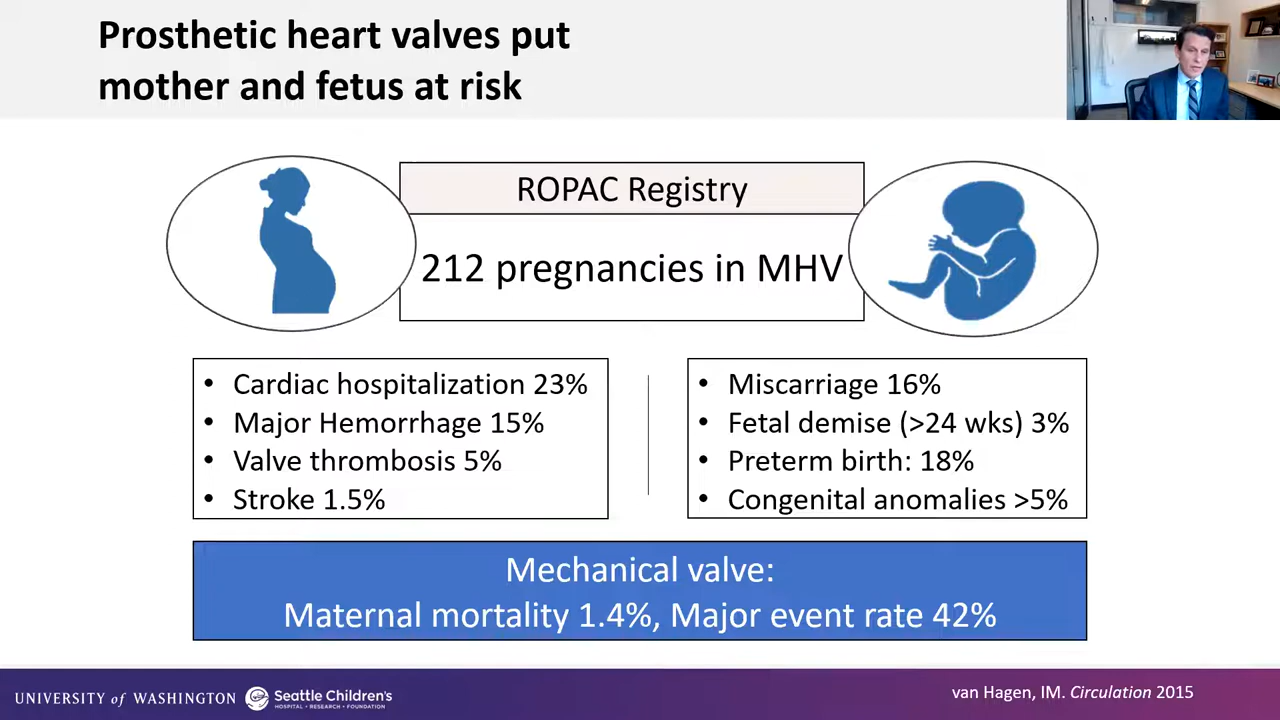 Prosthetic heart valves put
mother and fetus at risk
ROPAC Registry
212 pregnancies in MHV
• Cardiac hospitalization 23%
• Major Hemorrhage 15%
• Valve thrombosis 5%
• Stroke 1.5%
• Miscarriage 16%
• Fetal demise (>24 wks) 3%
• Preterm birth: 18%
• Congenital anomalies >5%
Mechanical valve:
Maternal mortality 1.4%, Major event rate 42%
UNIVERSITY of WASHINGTON
Seattle Children's
HOSPITAL • RESEARCH • FOUNDATION
van Hagen, IM. Circulation 2015